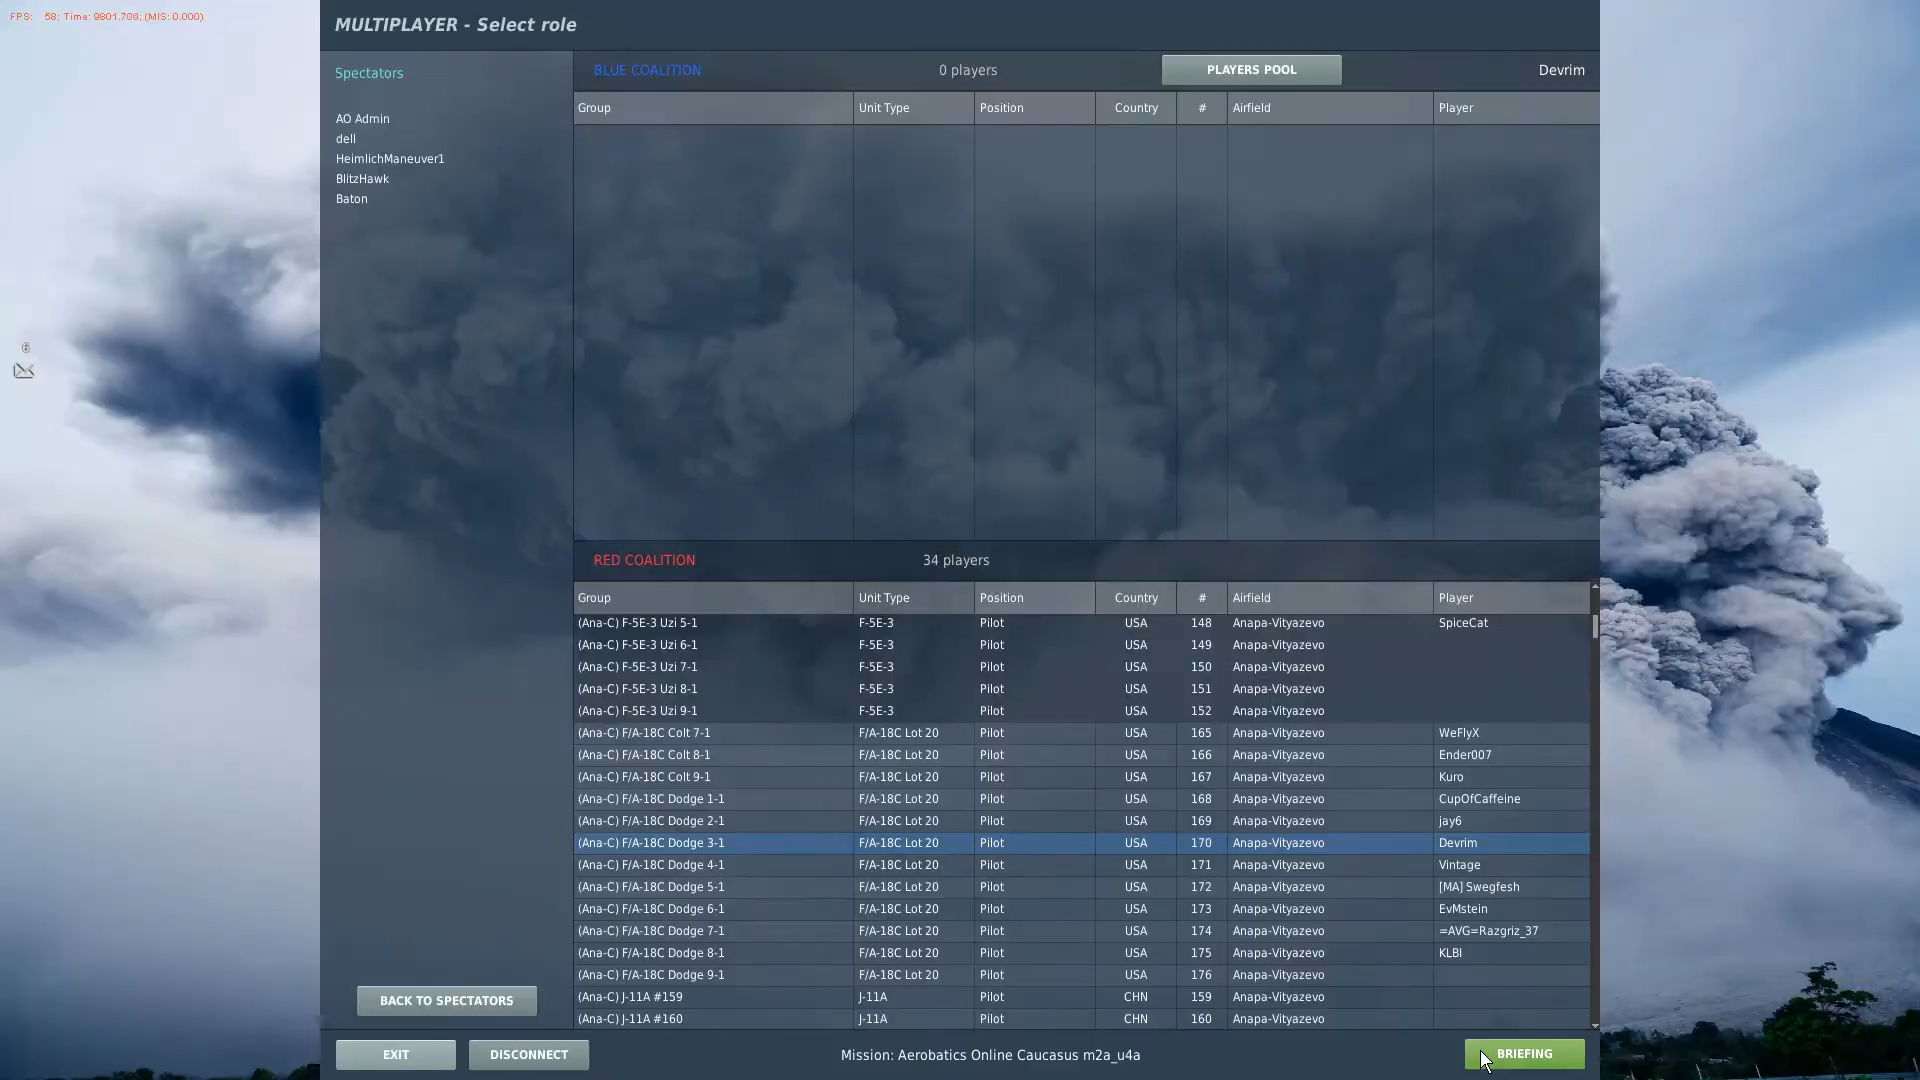 FPS: 58; Time: 9801.706; (MIS: 0.000)
MULTIPLAYER - Select role
Spectators
AO Admin
dell
HeimlichManeuver1
BlitzHawk
Baton
BLUE COALITION 0 players PLAYERS POOL Devrim
Group Unit Type Position Country # Airfield Player
RED COALITION 34 players
Group Unit Type Position Country # Airfield Player
(Ana-C) F-5E-3 Uzi 5-1 F-5E-3 Pilot USA 148 Anapa-Vityazevo SpiceCat
(Ana-C) F-5E-3 Uzi 6-1 F-5E-3 Pilot USA 149 Anapa-Vityazevo
(Ana-C) F-5E-3 Uzi 7-1 F-5E-3 Pilot USA 150 Anapa-Vityazevo
(Ana-C) F-5E-3 Uzi 8-1 F-5E-3 Pilot USA 151 Anapa-Vityazevo
(Ana-C) F-5E-3 Uzi 9-1 F-5E-3 Pilot USA 152 Anapa-Vityazevo
(Ana-C) F/A-18C Colt 7-1 F/A-18C Lot 20 Pilot USA 165 Anapa-Vityazevo WeFlyX
(Ana-C) F/A-18C Colt 8-1 F/A-18C Lot 20 Pilot USA 166 Anapa-Vityazevo Ender007
(Ana-C) F/A-18C Colt 9-1 F/A-18C Lot 20 Pilot USA 167 Anapa-Vityazevo Kuro
(Ana-C) F/A-18C Dodge 1-1 F/A-18C Lot 20 Pilot USA 168 Anapa-Vityazevo CupOfCaffeine
(Ana-C) F/A-18C Dodge 2-1 F/A-18C Lot 20 Pilot USA 169 Anapa-Vityazevo jay6
(Ana-C) F/A-18C Dodge 3-1 F/A-18C Lot 20 Pilot USA 170 Anapa-Vityazevo Devrim
(Ana-C) F/A-18C Dodge 4-1 F/A-18C Lot 20 Pilot USA 171 Anapa-Vityazevo Vintage
(Ana-C) F/A-18C Dodge 5-1 F/A-18C Lot 20 Pilot USA 172 Anapa-Vityazevo [MA] Swegfesh
(Ana-C) F/A-18C Dodge 6-1 F/A-18C Lot 20 Pilot USA 173 Anapa-Vityazevo EvMstein
(Ana-C) F/A-18C Dodge 7-1 F/A-18C Lot 20 Pilot USA 174 Anapa-Vityazevo =AVG=Razgriz_37
(Ana-C) F/A-18C Dodge 8-1 F/A-18C Lot 20 Pilot USA 175 Anapa-Vityazevo KLBI
(Ana-C) F/A-18C Dodge 9-1 F/A-18C Lot 20 Pilot USA 176 Anapa-Vityazevo
(Ana-C) J-11A #159 J-11A Pilot CHN 159 Anapa-Vityazevo
(Ana-C) J-11A #160 J-11A Pilot CHN 160 Anapa-Vityazevo
BACK TO SPECTATORS
EXIT DISCONNECT Mission: Aerobatics Online Caucasus m2a_u4a BRIEFING